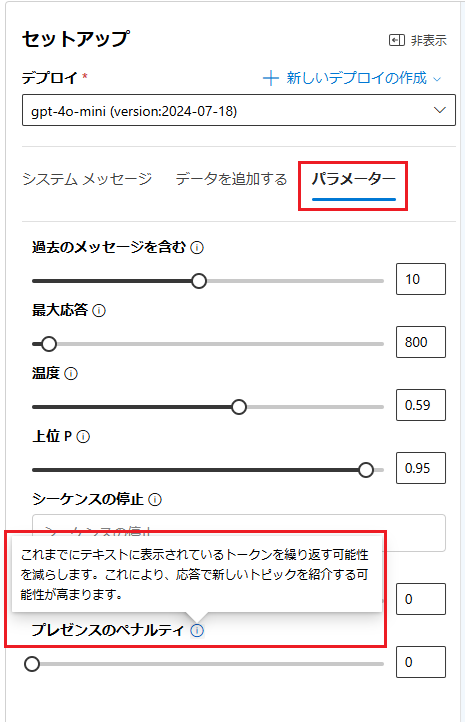 セットアップ
非表示
デプロイ *
新しいデプロイの作成
gpt-4o-mini (version:2024-07-18)
システム メッセージ
データを追加する
パラメーター
過去のメッセージを含む
10
最大応答
800
温度
0.59
上位 P
0.95
シーケンスの停止
シーケンスの停止
これまでにテキストに表示されているトークンを繰り返す可能性
を減らします。これにより、応答で新しいトピックを紹介する可
能性が高まります。
0
プレゼンスのペナルティ
0